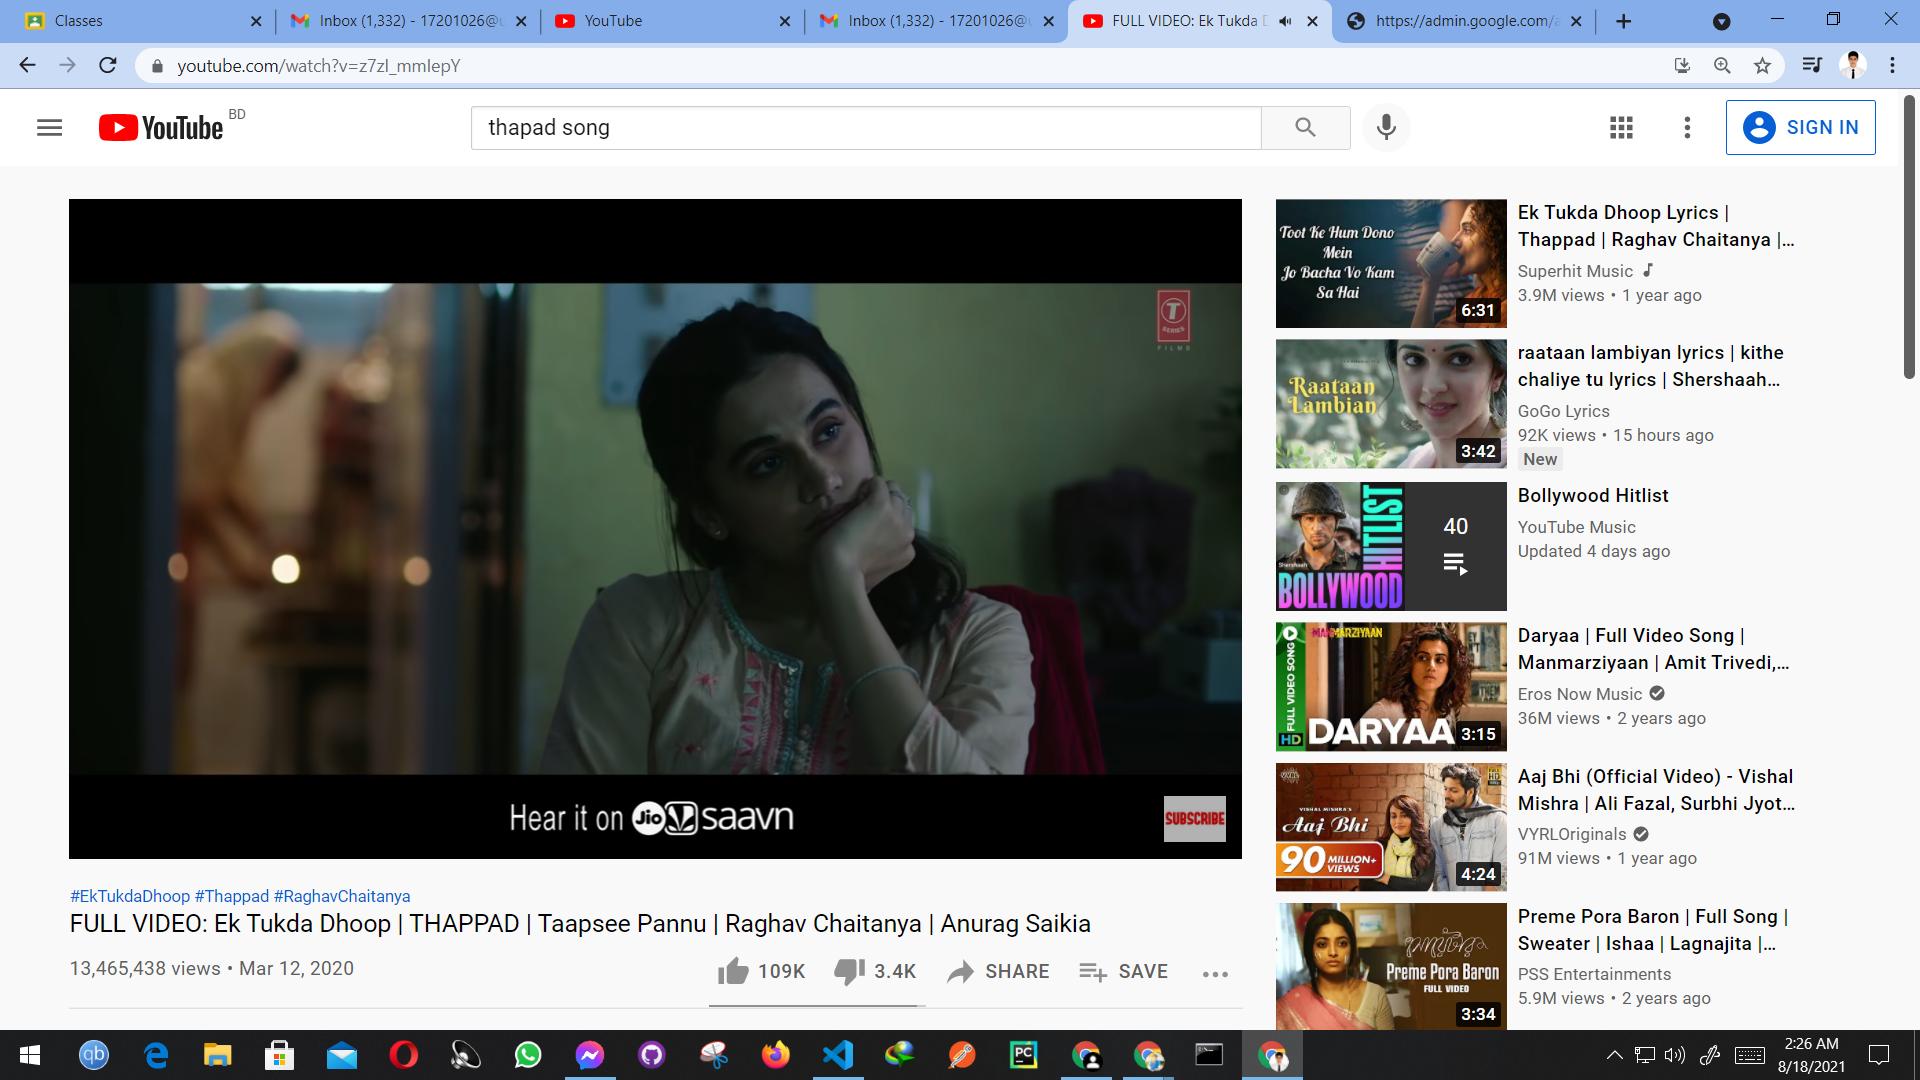 Classes
Inbox (1,332) - 17201026@u
YouTube
Inbox (1,332) - 17201026@u
FULL VIDEO: Ek Tukda D
https://admin.google.com/a
youtube.com/watch?v=z7zI_mmIepY
YouTube BD
thapad song
SIGN IN
T
SERIES
FILMS
Hear it on Jio saavn
SUBSCRIBE
#EkTukdaDhoop #Thappad #RaghavChaitanya
FULL VIDEO: Ek Tukda Dhoop | THAPPAD | Taapsee Pannu | Raghav Chaitanya | Anurag Saikia
13,465,438 views • Mar 12, 2020
109K
3.4K
SHARE
SAVE
Toot Ke Hum Dono
Mein
Jo Bacha Vo Kam
Sa Hai
6:31
Ek Tukda Dhoop Lyrics |
Thappad | Raghav Chaitanya |...
Superhit Music
3.9M views • 1 year ago
Raataan
Lambian
3:42
raataan lambiyan lyrics | kithe
chaliye tu lyrics | Shershaah...
GoGo Lyrics
92K views • 15 hours ago
New
Shershaah
HITLIST
BOLLYWOOD
40
Bollywood Hitlist
YouTube Music
Updated 4 days ago
FULL VIDEO SONG
MANMARZIYAAN
HD
DARYAA
3:15
Daryaa | Full Video Song |
Manmarziyaan | Amit Trivedi,...
Eros Now Music
36M views • 2 years ago
VISHAL MISHRA'S
Aaj Bhi
90 MILLION+
VIEWS
4:24
Aaj Bhi (Official Video) - Vishal
Mishra | Ali Fazal, Surbhi Jyot...
VYRLOriginals
91M views • 1 year ago
Preme Pora Baron
FULL VIDEO
3:34
Preme Pora Baron | Full Song |
Sweater | Ishaa | Lagnajita |...
PSS Entertainments
5.9M views • 2 years ago
qb
PC
2:26 AM
8/18/2021